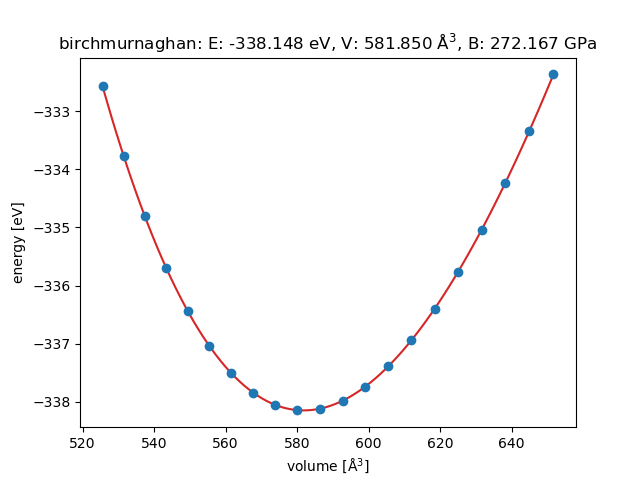 birchmurnaghan: E: -338.148 eV, V: 581.850 Å³, B: 272.167 GPa
−333
−334
−335
−336
−337
−338
energy [eV]
520 540 560 580 600 620 640
volume [Å³]